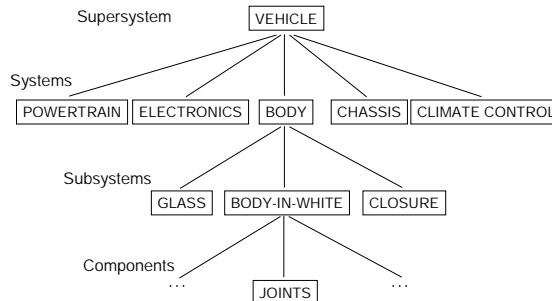 Supersystem VEHICLE
Systems
POWERTRAIN ELECTRONICS BODY CHASSIS CLIMATE CONTROL
Subsystems
GLASS BODY-IN-WHITE CLOSURE
Components
... JOINTS ...